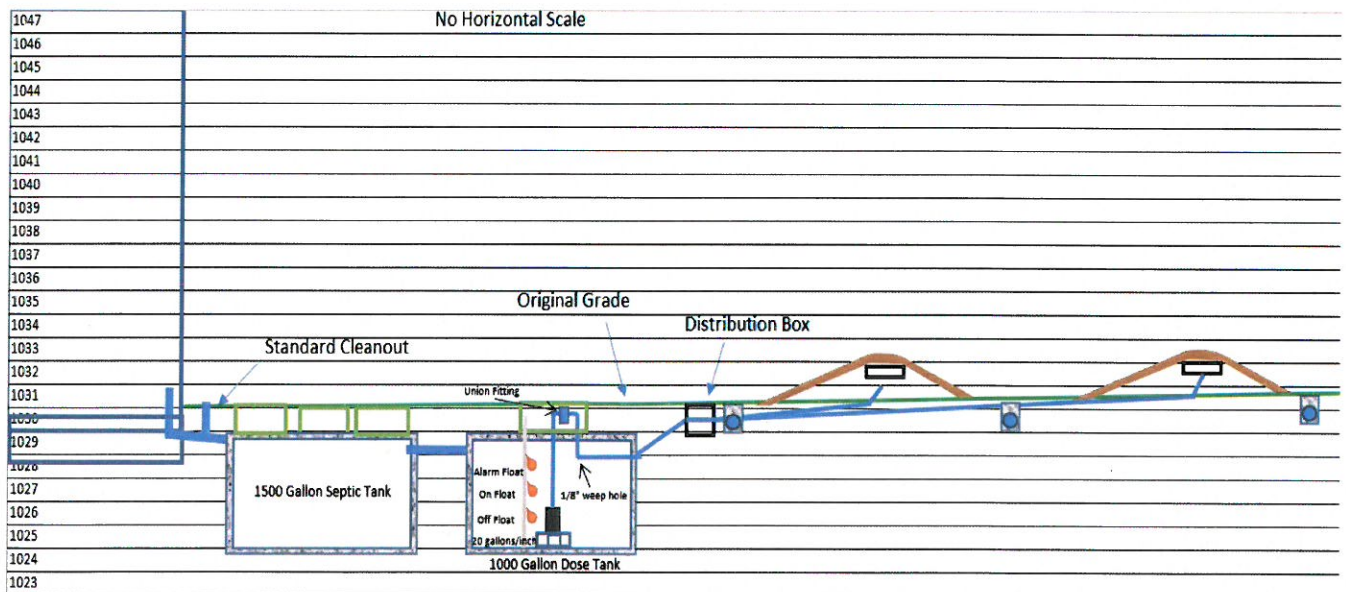 1047
No Horizontal Scale
1046
1045
1044
1043
1042
1041
1040
1039
1038
1037
1036
1035
Original Grade
1034
Distribution Box
1033
Standard Cleanout
1032
1031
Union Fitting
1030
1029
1028
Alarm Float
1027
1500 Gallon Septic Tank
On Float
1/8" weep hole
1026
Off Float
1025
20 gallons/inch
1024
1000 Gallon Dose Tank
1023